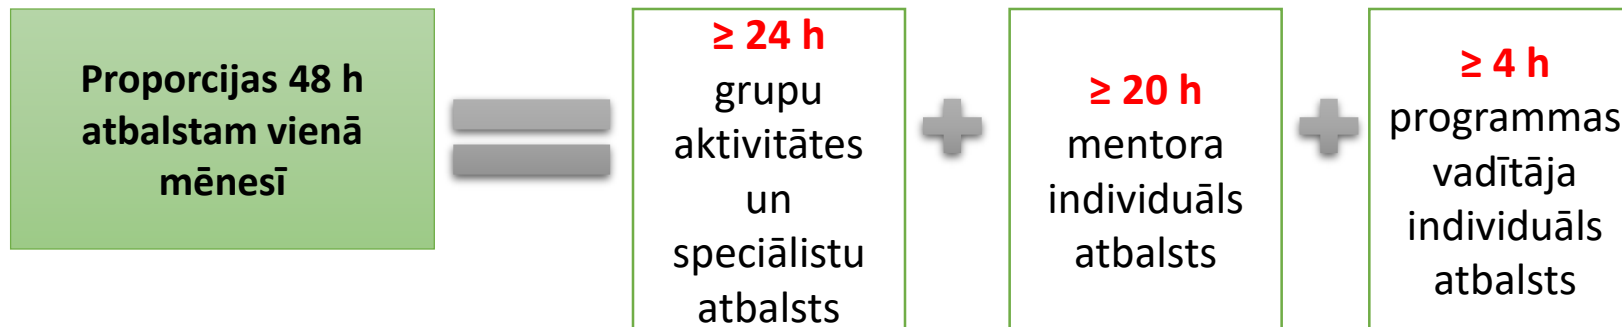 Proporcijas 48 h
atbalstam vienā
mēnesī
≥ 24 h
grupu
aktivitātes
un
speciālistu
atbalsts
≥ 20 h
mentora
individuāls
atbalsts
≥ 4 h
programmas
vadītāja
individuāls
atbalsts